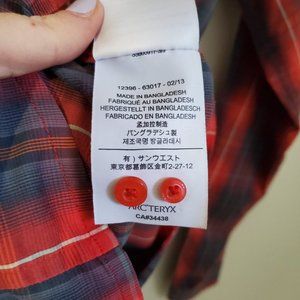 12396 - 63017 - 02/13
MADE IN BANGLADESH
FABRIQUÉ AU BANGLADESH
HERGESTELLT IN BANGLADESCH
FABRICADO EN BANGLADESH
孟加拉制造
バングラデシュ製
제조국명 방글라데시
有）サンウエスト
東京都葛飾区金町2-27-12
ARC'TERYX
CA#34438